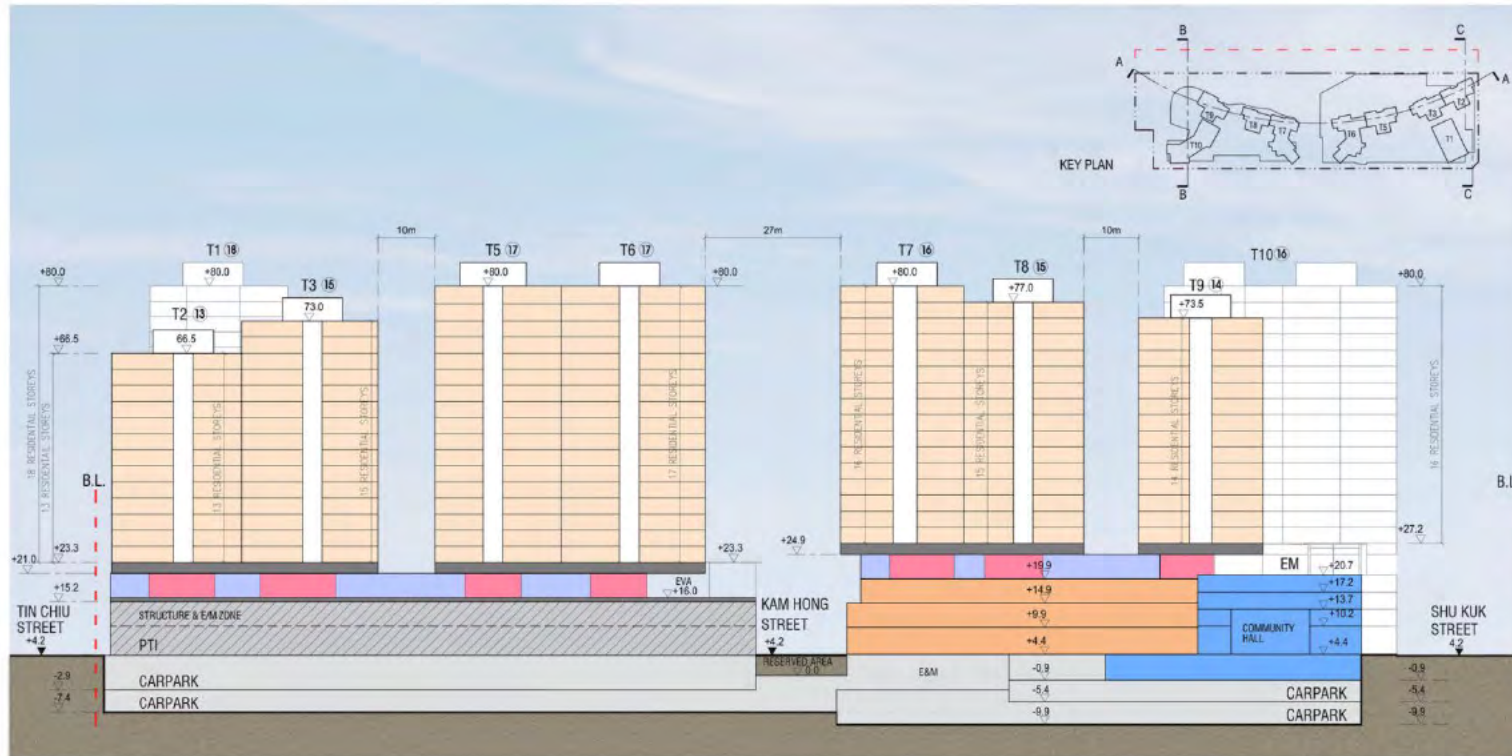 B
C
A
A
T9
T8
T7
T10
T6
T5
T3
T2
T1
KEY PLAN
B
C
10m
27m
10m
T1 ⑱
T5 ⑰
T6 ⑰
T7 ⑯
T8 ⑮
T10 ⑯
+80.0
+80.0
+80.0
+80.0
+80.0
+80.0
T3 ⑮
73.0
+77.0
T9 ⑭
+73.5
T2 ⑬
66.5
+66.5
18 RESIDENTIAL STOREYS
13 RESIDENTIAL STOREYS
13 RESIDENTIAL STOREYS
17 RESIDENTIAL STOREYS
16 RESIDENTIAL STOREYS
15 RESIDENTIAL STOREYS
14 RESIDENTIAL STOREYS
16 RESIDENTIAL STOREYS
B.L.
+23.3
+21.0
+15.2
+23.3
EVA
+16.0
+24.9
+27.2
EM
+20.7
+19.9
+17.2
+14.9
+13.7
+9.9
+10.2
+4.4
+4.4
COMMUNITY
HALL
STRUCTURE & E/M ZONE
PTI
TIN CHIU
STREET
+4.2
KAM HONG
STREET
+4.2
SHU KUK
STREET
4.2
RESERVED AREA
0.0
E&M
-2.9
CARPARK
-7.4
CARPARK
-0.9
-0.9
-5.4
CARPARK
-5.4
-9.9
CARPARK
-9.9